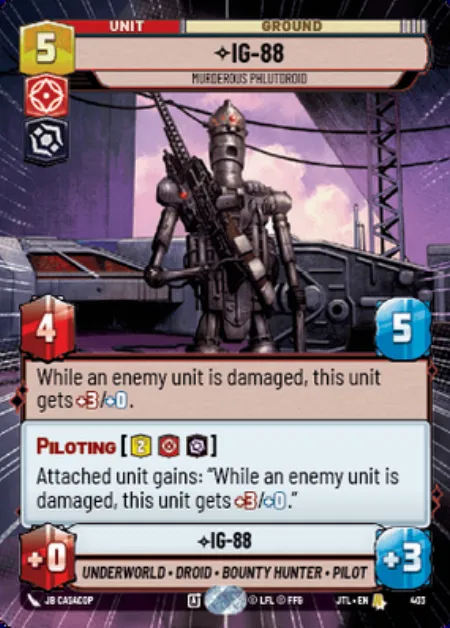 UNIT
GROUND
5
IG-88
MURDEROUS PHLUTDROID
4
5
While an enemy unit is damaged, this unit
gets +3/+0.
PILOTING [2]
Attached unit gains: “While an enemy unit is
damaged, this unit gets +3/+0.”
IG-88
+0
+3
UNDERWORLD • DROID • BOUNTY HUNTER • PILOT
JB CASACOP
© LFL © FFG
JTL • EN